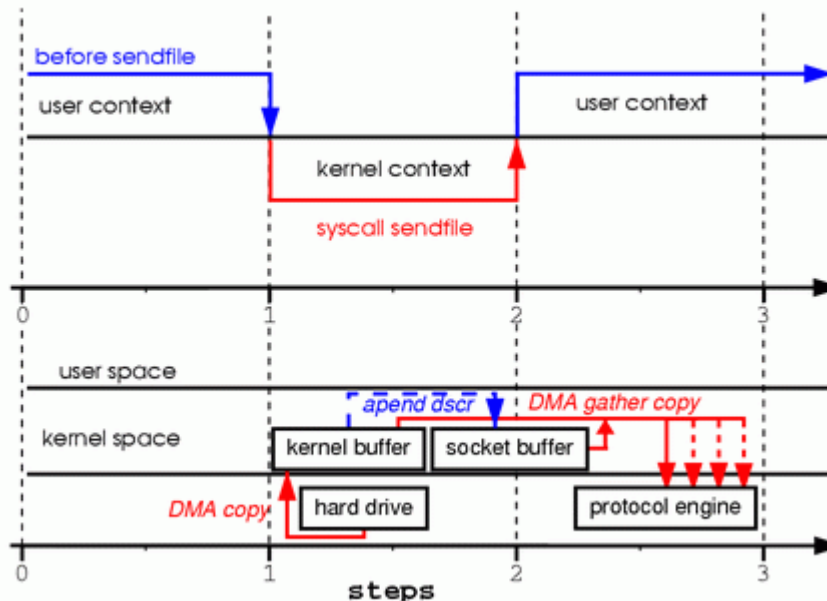 before sendfile
user context
user context
kernel context
syscall sendfile
0 1 2 3
user space
apend dscr DMA gather copy
kernel space kernel buffer socket buffer
DMA copy hard drive protocol engine
0 1 2 3
steps